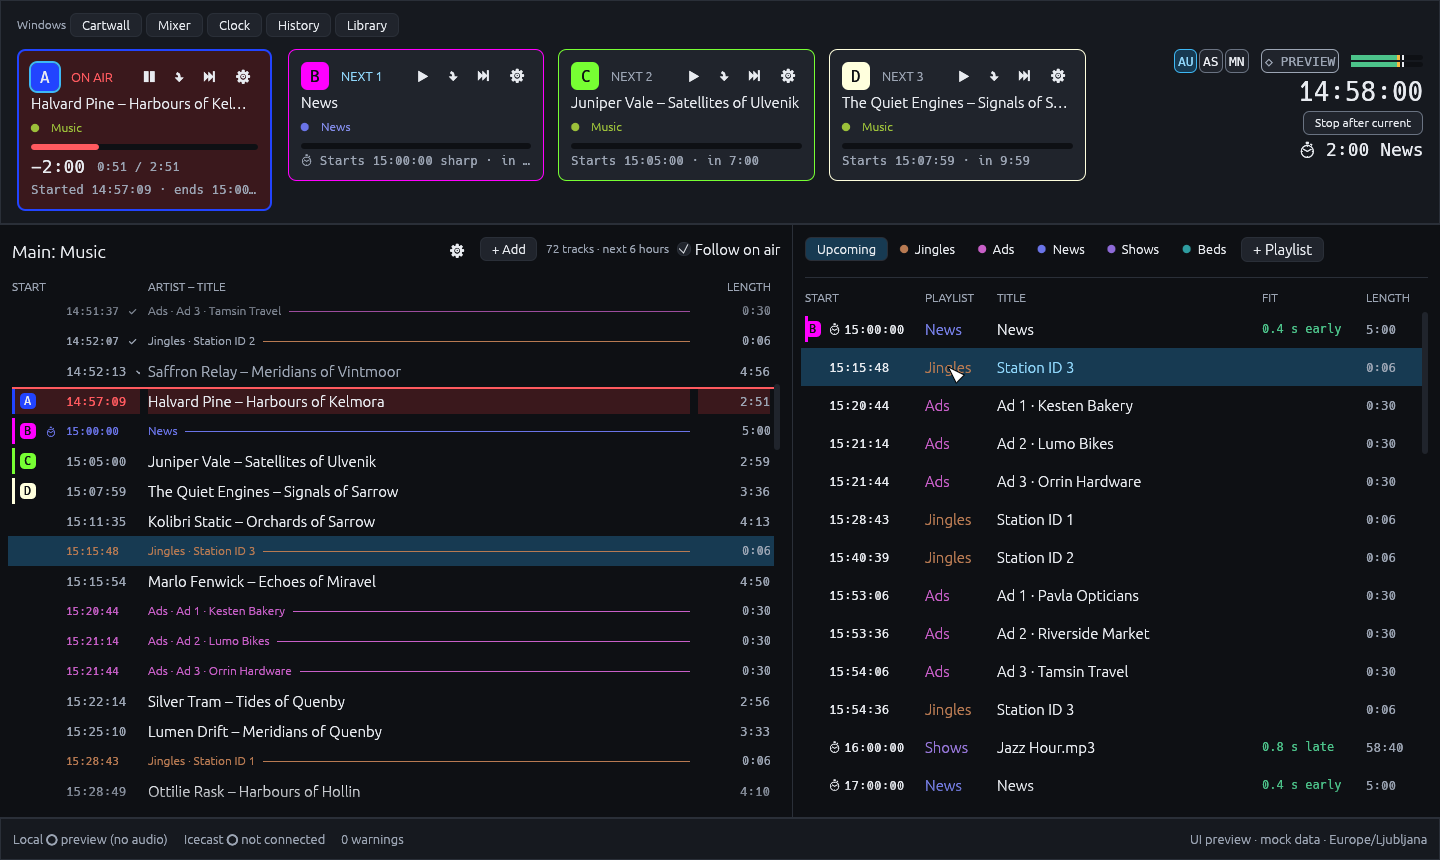 Windows Cartwall Mixer Clock History Library
A ON AIR
Halvard Pine – Harbours of Kel...
Music
−2:00 0:51 / 2:51
Started 14:57:09 · ends 15:00…
B NEXT 1
News
News
Starts 15:00:00 sharp · in …
C NEXT 2
Juniper Vale – Satellites of Ulvenik
Music
Starts 15:05:00 · in 7:00
D NEXT 3
The Quiet Engines – Signals of S...
Music
Starts 15:07:59 · in 9:59
AU AS MN ◇ PREVIEW
14:58:00
Stop after current
2:00 News
Main: Music + Add 72 tracks · next 6 hours Follow on air
START ARTIST – TITLE LENGTH
14:51:37 Ads · Ad 3 · Tamsin Travel 0:30
14:52:07 Jingles · Station ID 2 0:06
14:52:13 Saffron Relay – Meridians of Vintmoor 4:56
A 14:57:09 Halvard Pine – Harbours of Kelmora 2:51
B 15:00:00 News 5:00
C 15:05:00 Juniper Vale – Satellites of Ulvenik 2:59
D 15:07:59 The Quiet Engines – Signals of Sarrow 3:36
15:11:35 Kolibri Static – Orchards of Sarrow 4:13
15:15:48 Jingles · Station ID 3 0:06
15:15:54 Marlo Fenwick – Echoes of Miravel 4:50
15:20:44 Ads · Ad 1 · Kesten Bakery 0:30
15:21:14 Ads · Ad 2 · Lumo Bikes 0:30
15:21:44 Ads · Ad 3 · Orrin Hardware 0:30
15:22:14 Silver Tram – Tides of Quenby 2:56
15:25:10 Lumen Drift – Meridians of Quenby 3:33
15:28:43 Jingles · Station ID 1 0:06
15:28:49 Ottilie Rask – Harbours of Hollin 4:10
Upcoming Jingles Ads News Shows Beds + Playlist
START PLAYLIST TITLE FIT LENGTH
B 15:00:00 News News 0.4 s early 5:00
15:15:48 Jingles Station ID 3 0:06
15:20:44 Ads Ad 1 · Kesten Bakery 0:30
15:21:14 Ads Ad 2 · Lumo Bikes 0:30
15:21:44 Ads Ad 3 · Orrin Hardware 0:30
15:28:43 Jingles Station ID 1 0:06
15:40:39 Jingles Station ID 2 0:06
15:53:06 Ads Ad 1 · Pavla Opticians 0:30
15:53:36 Ads Ad 2 · Riverside Market 0:30
15:54:06 Ads Ad 3 · Tamsin Travel 0:30
15:54:36 Jingles Station ID 3 0:06
16:00:00 Shows Jazz Hour.mp3 0.8 s late 58:40
17:00:00 News News 0.4 s early 5:00
Local preview (no audio) Icecast not connected 0 warnings
UI preview · mock data · Europe/Ljubljana